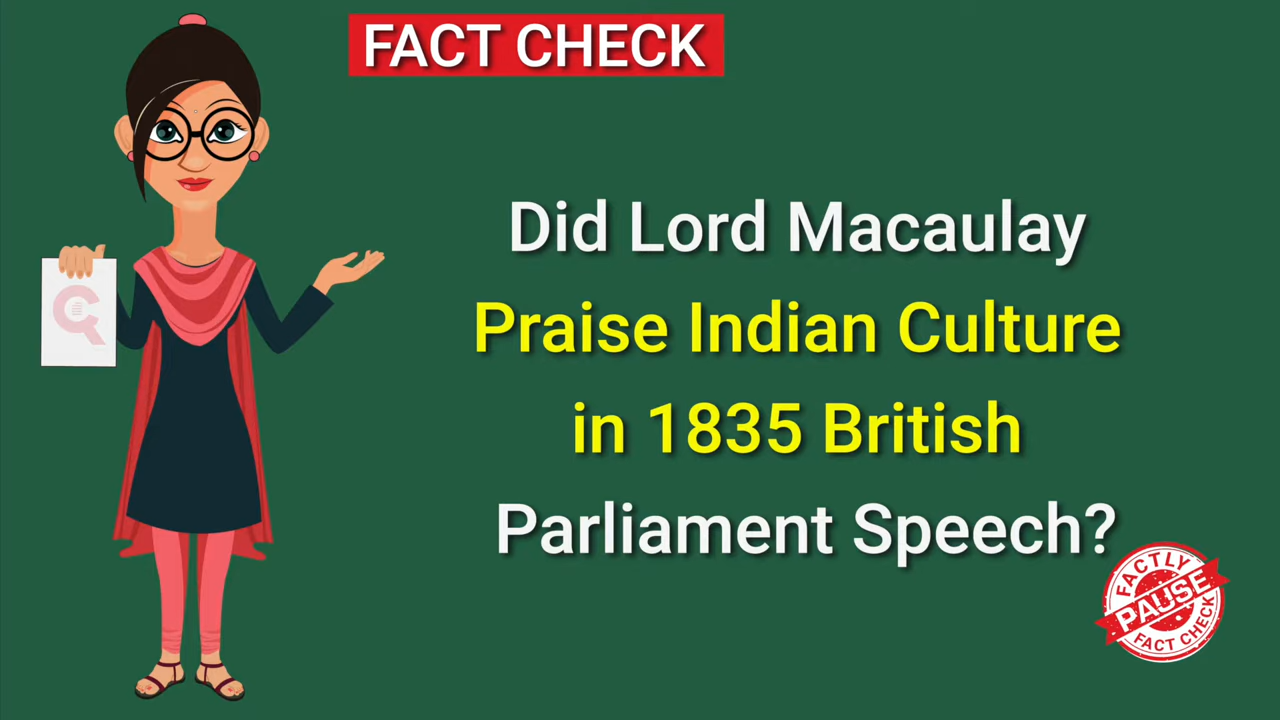 FACT CHECK
Did Lord Macaulay
Praise Indian Culture
in 1835 British
Parliament Speech?
FACTLY
PAUSE
FACT CHECK